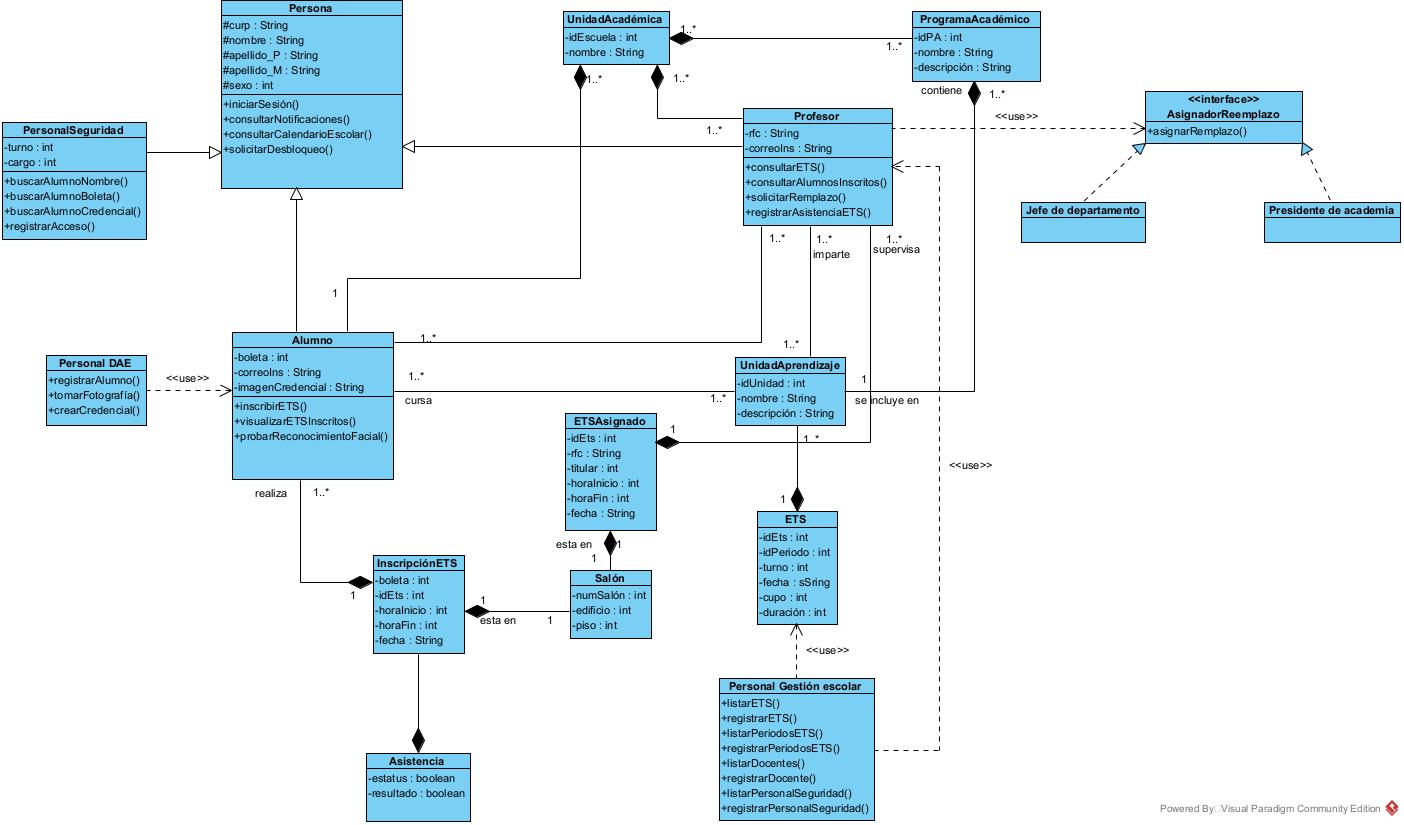 Persona
#curp : String
#nombre : String
#apellido_P : String
#apellido_M : String
#sexo : int
+iniciarSesión()
+consultarNotificaciones()
+consultarCalendarioEscolar()
+solicitarDesbloqueo()
UnidadAcadémica
-idEscuela : int
-nombre : String
1..*
1..*
ProgramaAcadémico
-idPA : int
-nombre : String
-descripción : String
1..*
1..*
1..*
contiene
1..*
<<interface>>
AsignadorReemplazo
+asignarRemplazo()
<<use>>
PersonalSeguridad
-turno : int
-cargo : int
+buscarAlumnoNombre()
+buscarAlumnoBoleta()
+buscarAlumnoCredencial()
+registrarAcceso()
Profesor
-rfc : String
-correoIns : String
+consultarETS()
+consultarAlumnosInscritos()
+solicitarRemplazo()
+registrarAsistenciaETS()
Jefe de departamento
Presidente de academia
1..*
1..*
imparte
1..*
supervisa
1
1..*
1..*
Alumno
-boleta : int
-correoIns : String
-imagenCredencial : String
+inscribirETS()
+visualizarETSInscritos()
+probarReconocimientoFacial()
Personal DAE
+registrarAlumno()
+tomarFotografía()
+crearCredencial()
<<use>>
1..*
cursa
1..*
UnidadAprendizaje
-idUnidad : int
-nombre : String
-descripción : String
1
se incluye en
ETSAsignado
-idEts : int
-rfc : String
-titular : int
-horaInicio : int
-horaFin : int
-fecha : String
1
1..*
<<use>>
realiza
1..*
1
ETS
-idEts : int
-idPeriodo : int
-turno : int
-fecha : sSring
-cupo : int
-duración : int
esta en
1
1
InscripciónETS
-boleta : int
-idEts : int
-horaInicio : int
-horaFin : int
-fecha : String
1
1
esta en
1
Salón
-numSalón : int
-edificio : int
-piso : int
<<use>>
Personal Gestión escolar
+listarETS()
+registrarETS()
+listarPeriodosETS()
+registrarPeriodosETS()
+listarDocentes()
+registrarDocente()
+listarPersonalSeguridad()
+registrarPersonalSeguridad()
Asistencia
-estatus : boolean
-resultado : boolean
Powered By Visual Paradigm Community Edition